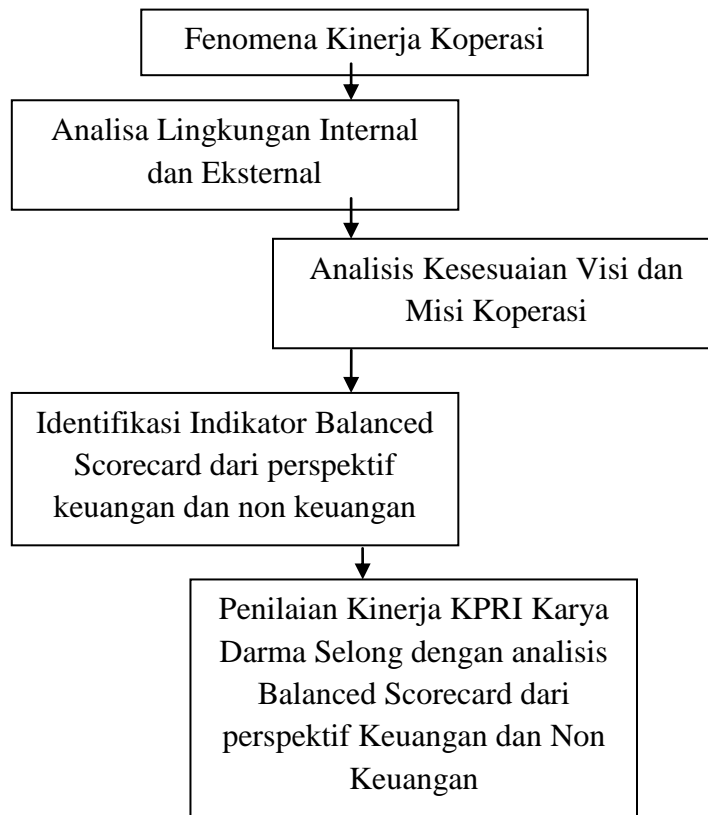 Fenomena Kinerja Koperasi
Analisa Lingkungan Internal
dan Eksternal
Analisis Kesesuaian Visi dan
Misi Koperasi
Identifikasi Indikator Balanced
Scorecard dari perspektif
keuangan dan non keuangan
Penilaian Kinerja KPRI Karya
Darma Selong dengan analisis
Balanced Scorecard dari
perspektif Keuangan dan Non
Keuangan